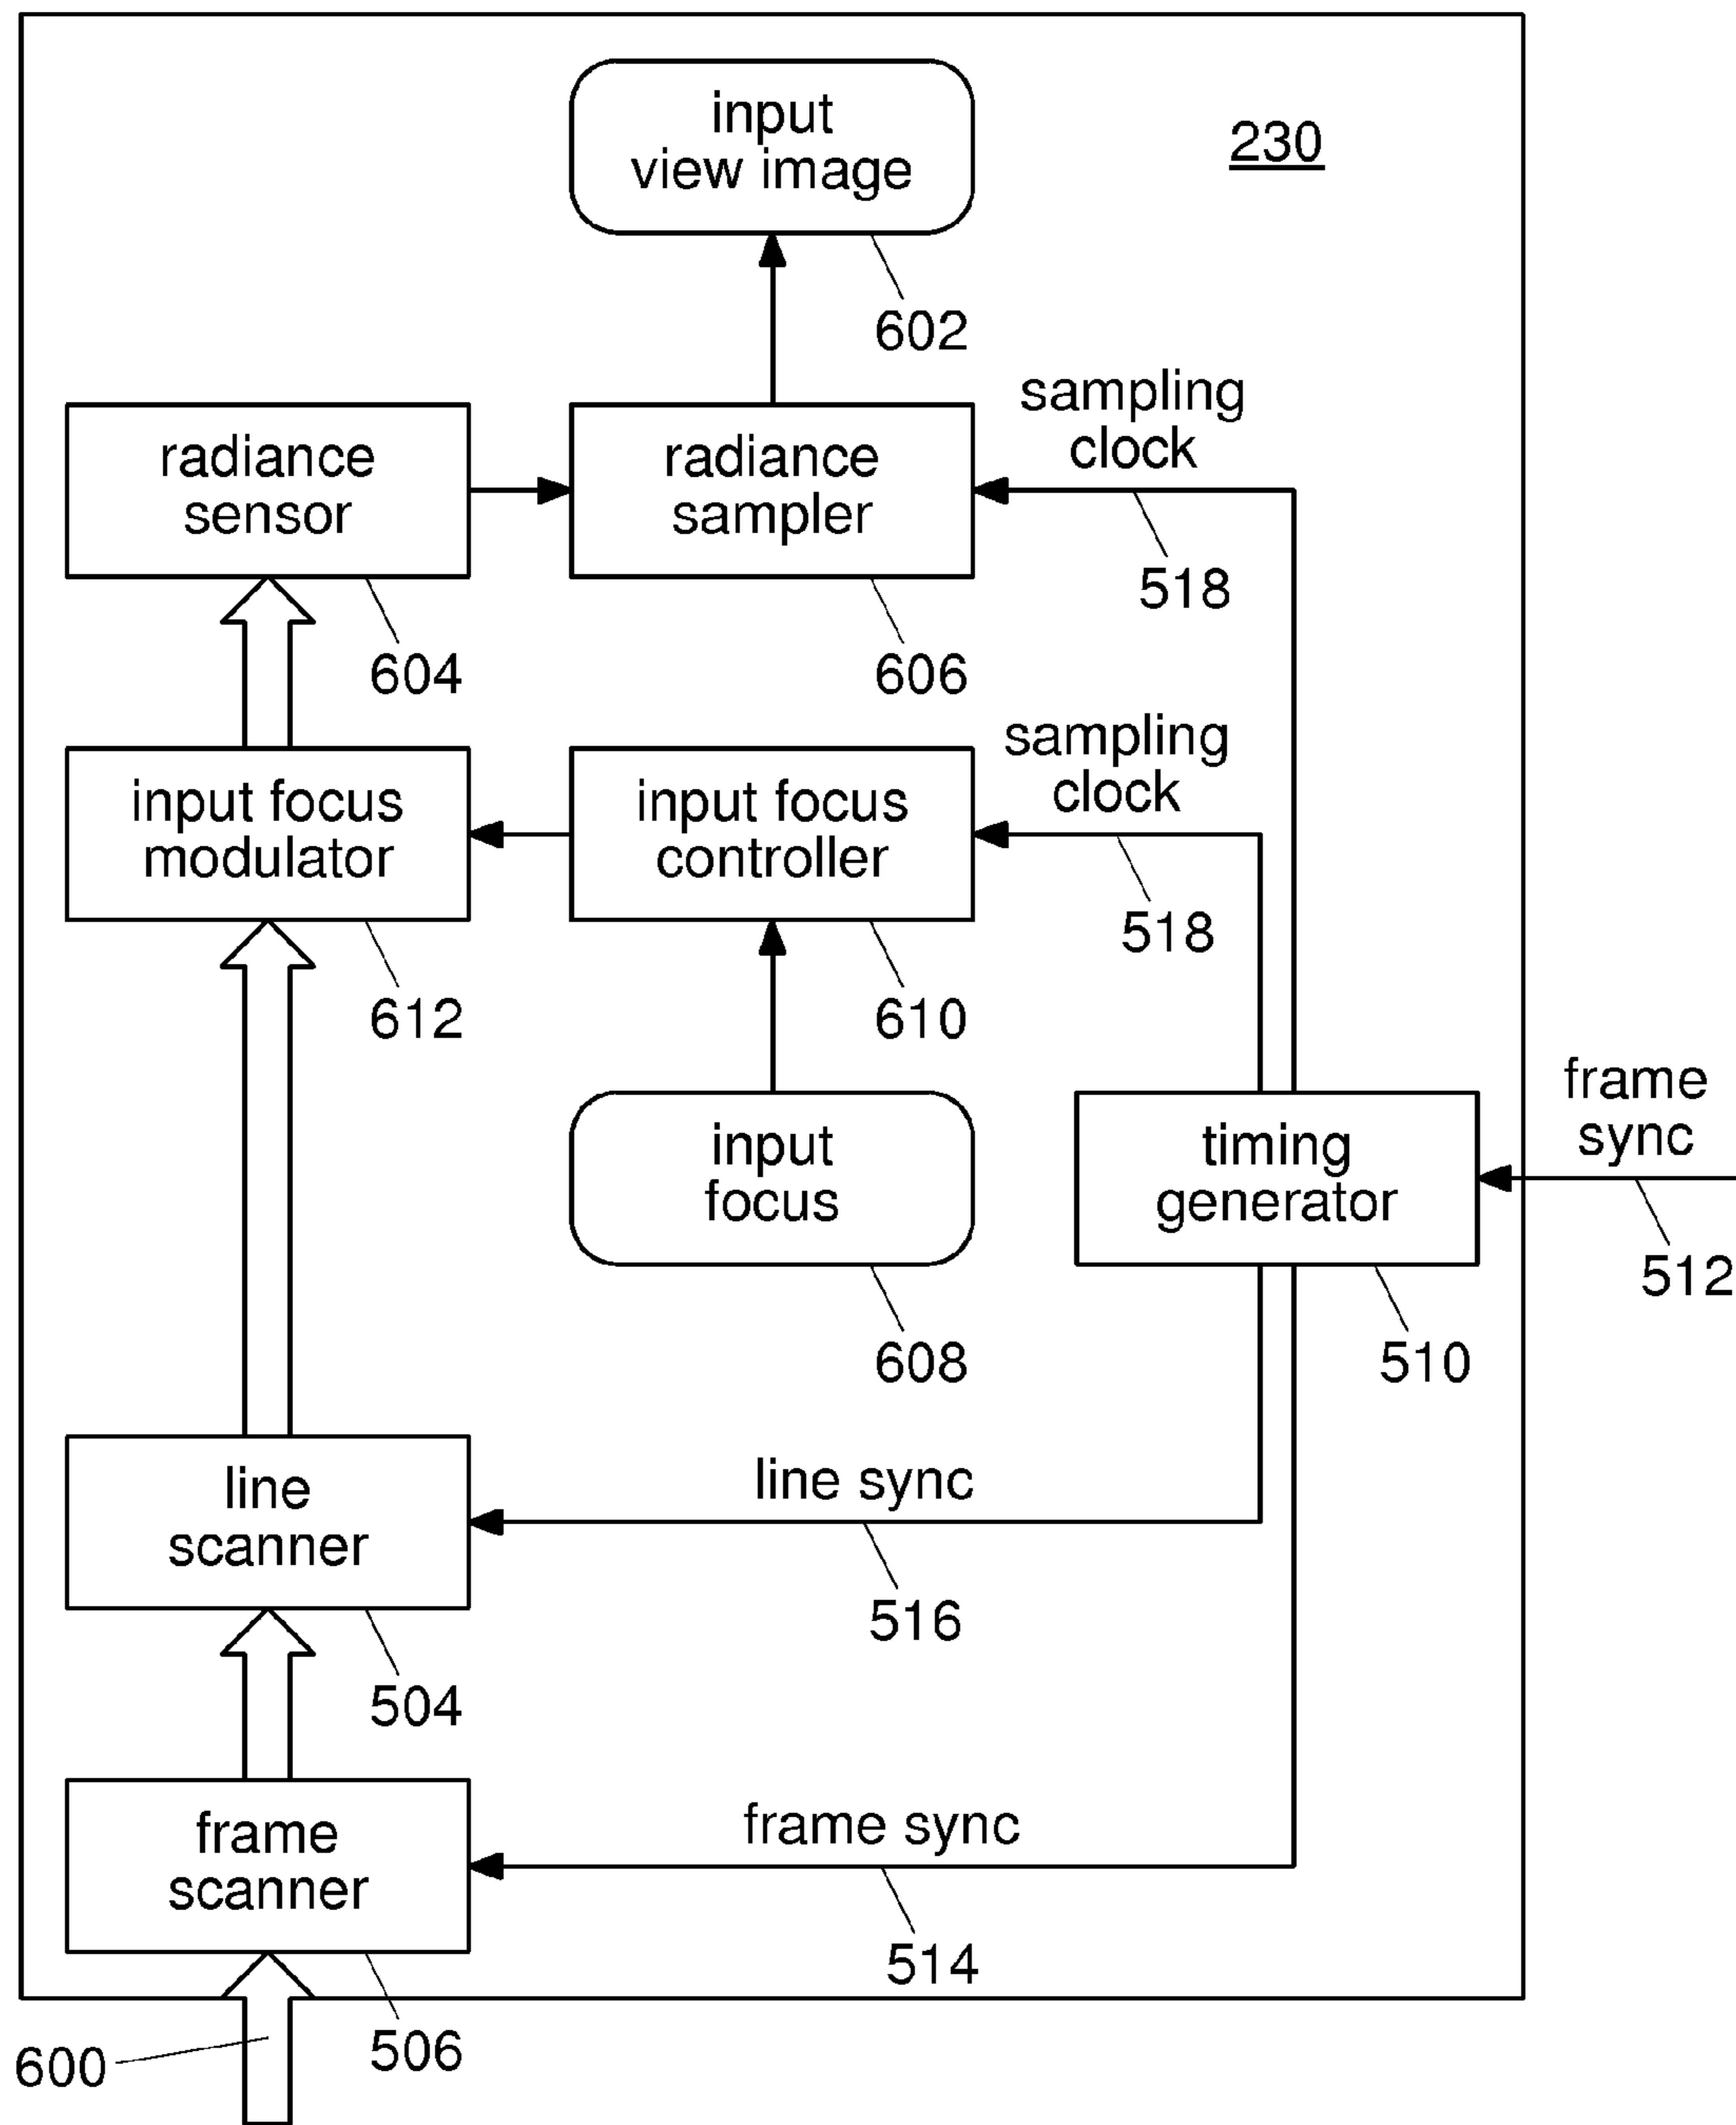 input
view image
230
602
radiance
sensor
radiance
sampler
sampling
clock
604
606
518
input focus
modulator
input focus
controller
sampling
clock
612
610
518
input
focus
timing
generator
frame
sync
608
510
512
line
scanner
line sync
504
516
frame
scanner
frame sync
506
514
600